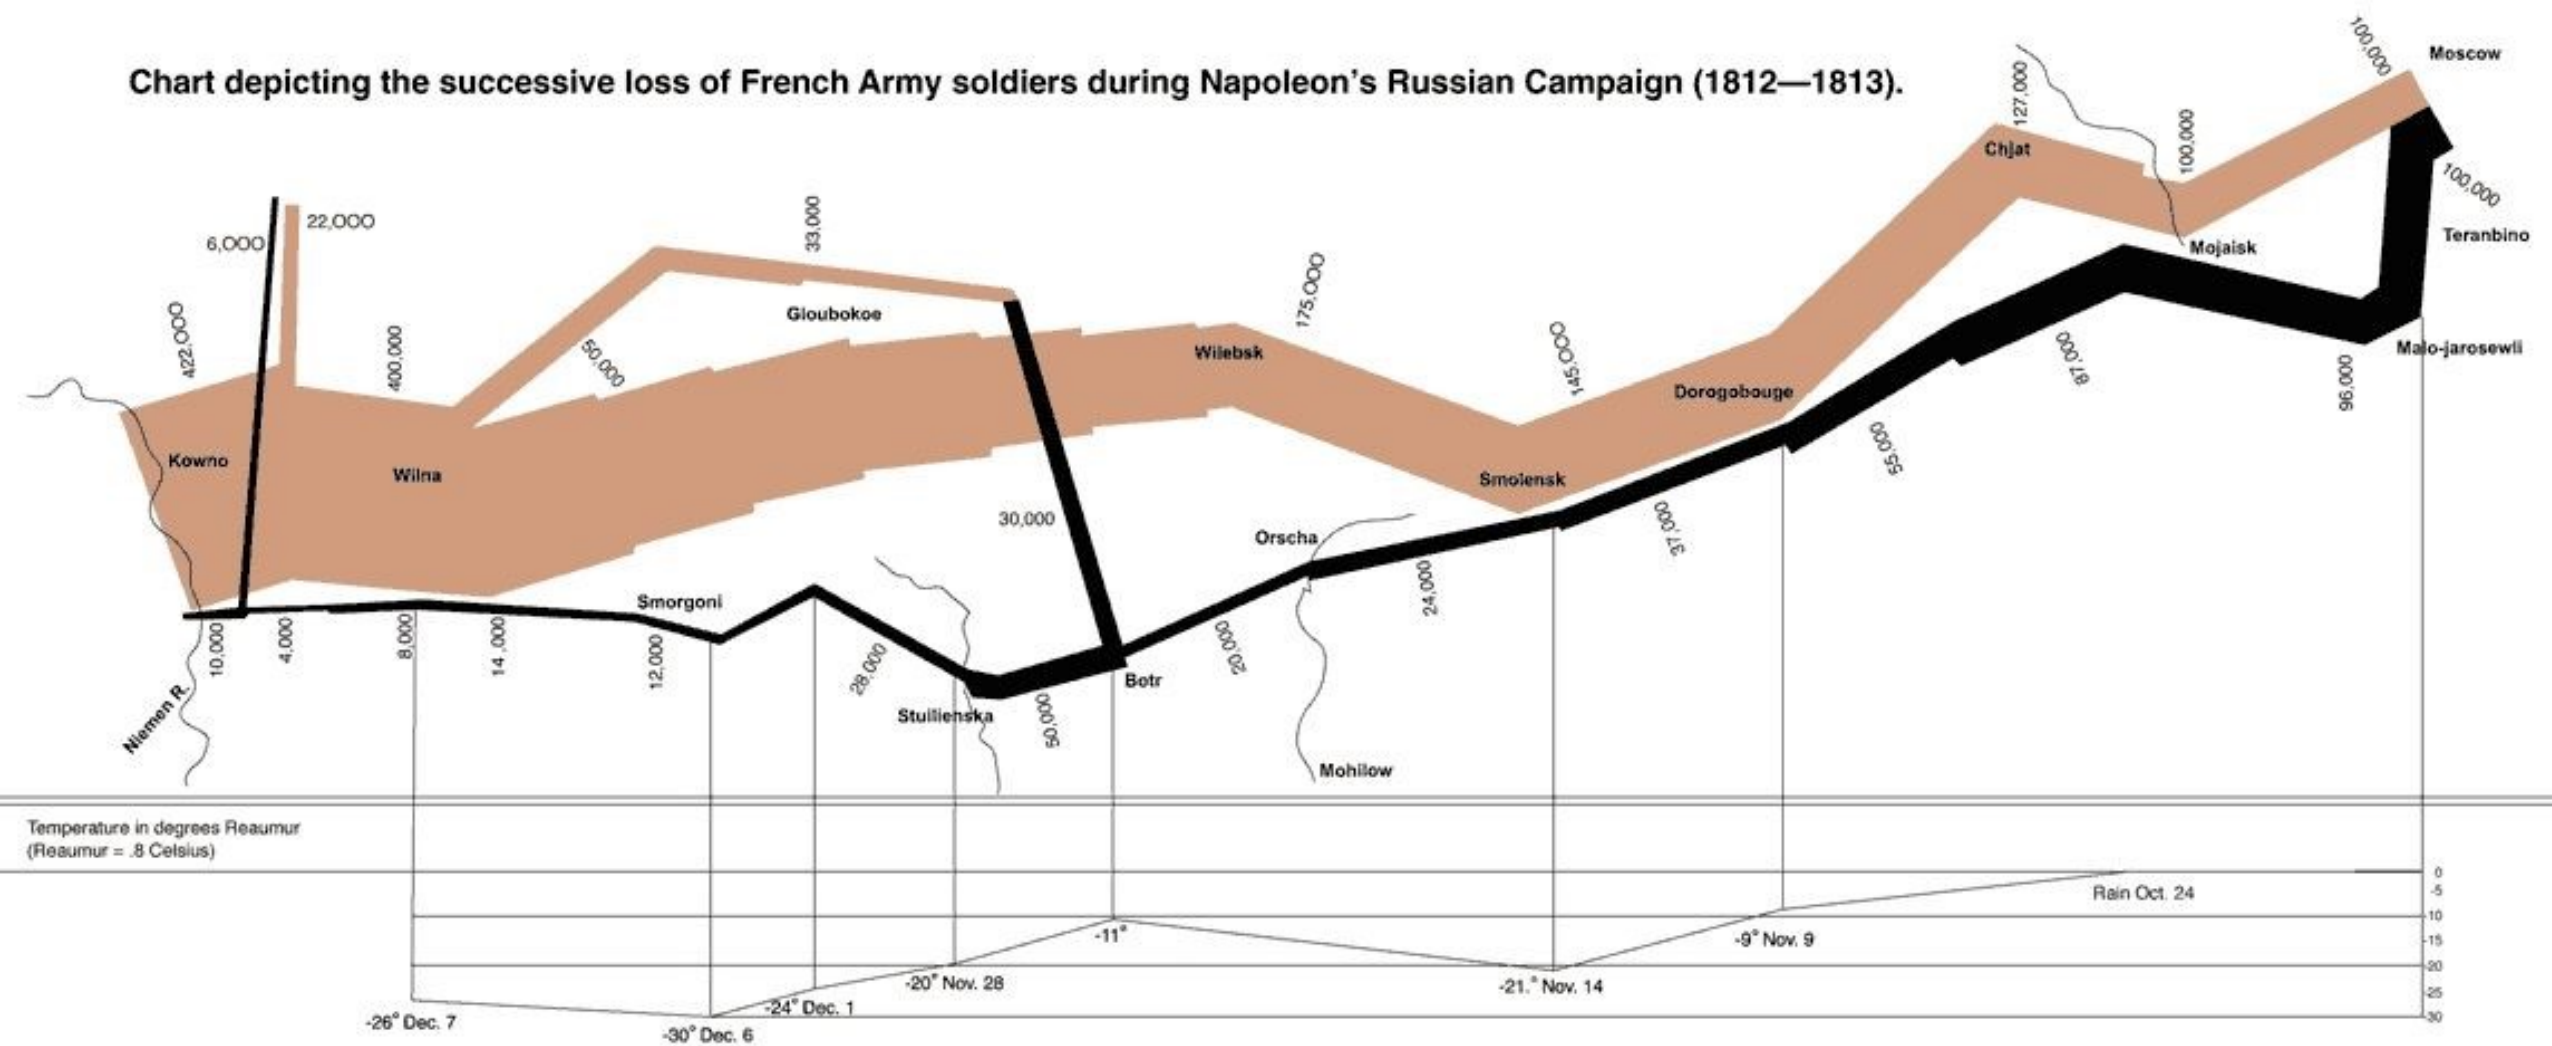 Chart depicting the successive loss of French Army soldiers during Napoleon's Russian Campaign (1812—1813).
100,000
Moscow
127,000
100,000
Chjat
100,000
Teranbino
Mojaisk
22,000
6,000
33,000
Gloubokoe
422,000
400,000
50,000
175,000
Wilebsk
145,000
Dorogobouge
87,000
Malo-jarosewli
96,000
Kowno
Wilna
Smolensk
55,000
30,000
Orscha
37,000
Smorgoni
24,000
10,000
4,000
8,000
14,000
12,000
28,000
20,000
Botr
Stuilienska
50,000
Niemen R.
Mohilow
Temperature in degrees Reaumur
(Reaumur = .8 Celsius)
0
-5
Rain Oct. 24
-10
-11°
-9° Nov. 9
-15
-20
-20° Nov. 28
-21.° Nov. 14
-25
-24° Dec. 1
-26° Dec. 7
-30
-30° Dec. 6